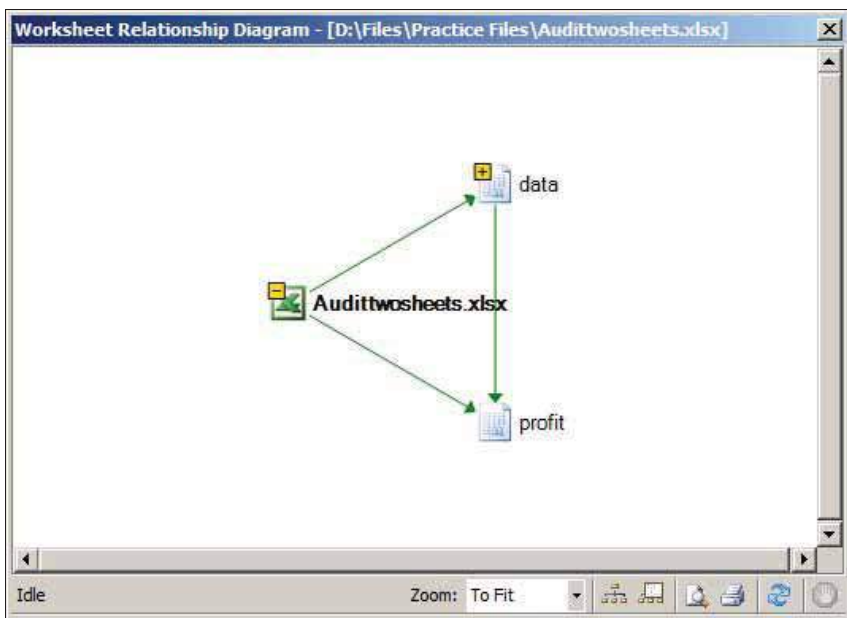 Worksheet Relationship Diagram - [D:\Files\Practice Files\Audittwosheets.xlsx]
data
Audittwosheets.xlsx
profit
Idle Zoom: To Fit